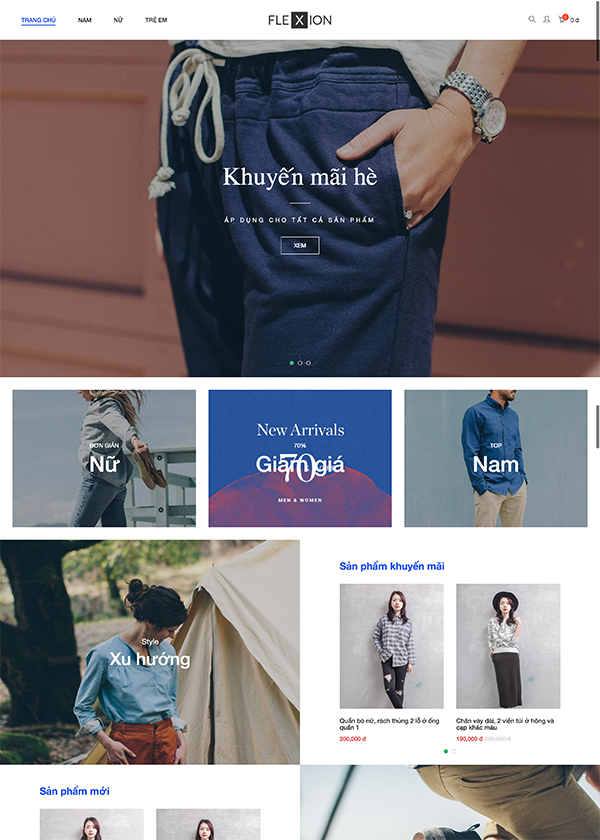 TRANG CHỦ
NAM
NỮ
TRẺ EM
FLEXION
0 đ
Khuyến mãi hè
ÁP DỤNG CHO TẤT CẢ SẢN PHẨM
XEM
ĐƠN GIẢN
Nữ
New Arrivals
70%
70
Giảm giá
MEN & WOMEN
TOP
Nam
Style
Xu hướng
Sản phẩm khuyến mãi
Quần bò nữ, rách thủng 2 lỗ ở ống
quần 1
200,000 đ
Chân váy dài, 2 viền túi ở hông và
cạp khác màu
190,000 đ
Sản phẩm mới